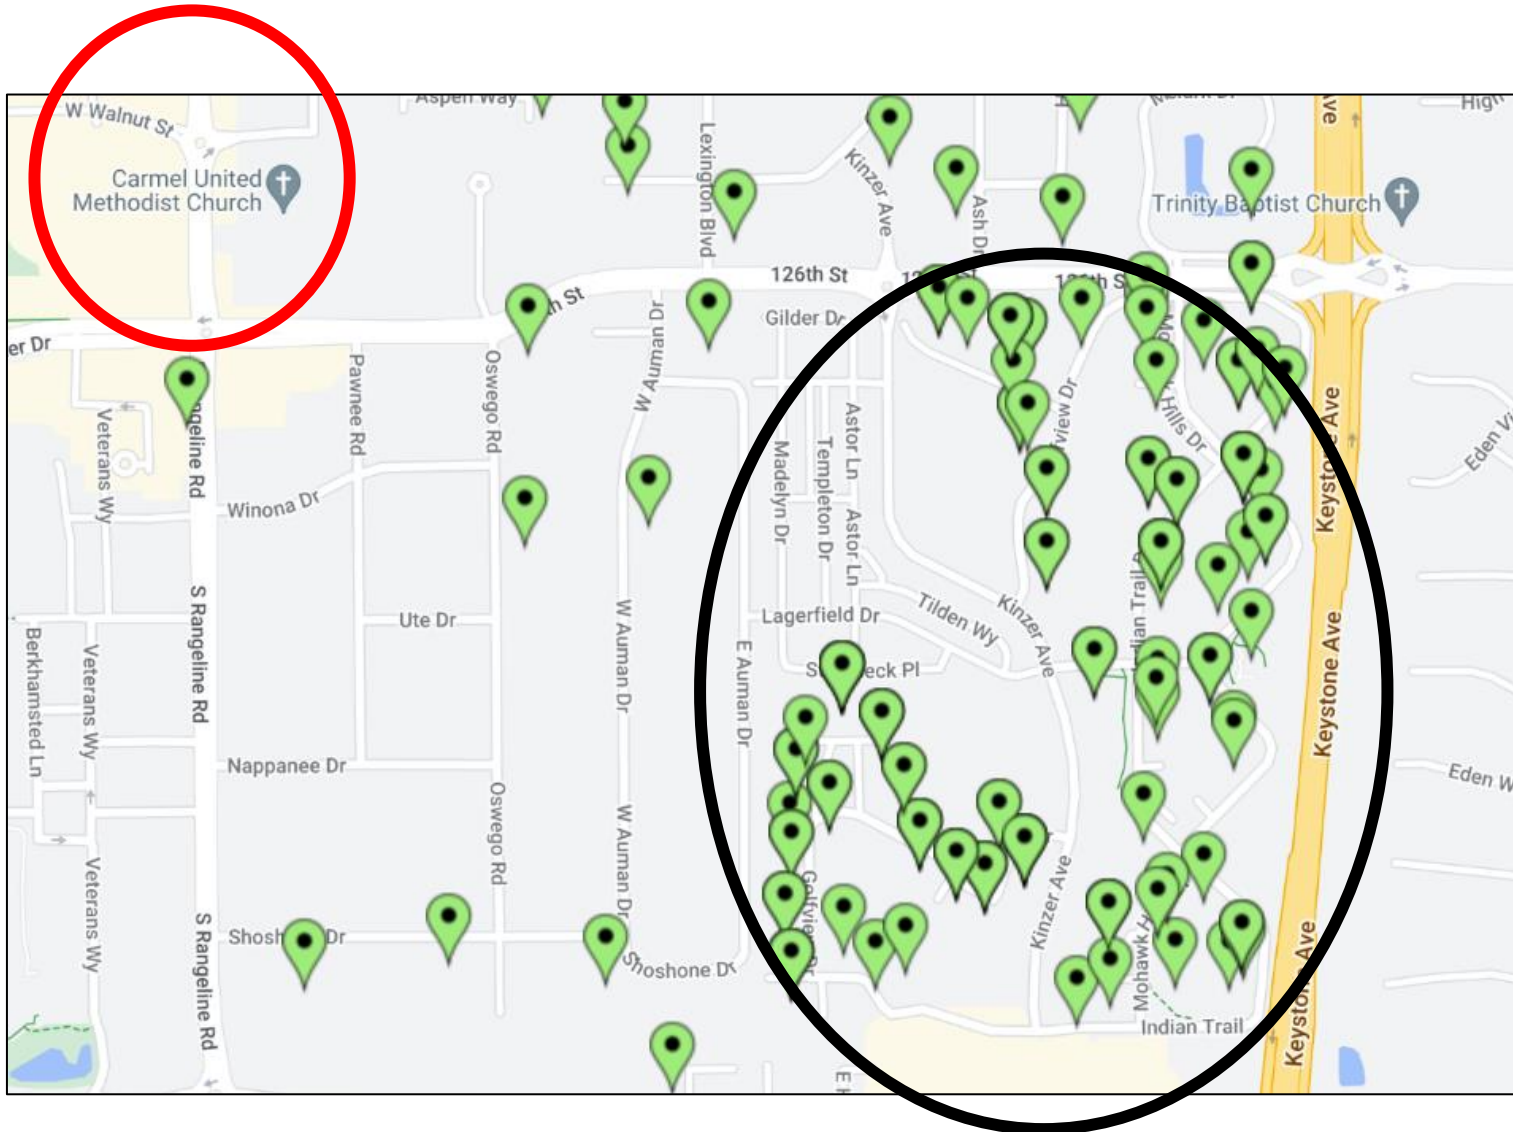 Aspen Way
High
W Walnut St
Carmel United
Methodist Church
Lexington Blvd
Kinzer Ave
Ash Dr
Trinity Baptist Church
126th St
Gilder Dr
er Dr
W Auman Dr
Pawnee Rd
Oswego Rd
Veterans Wy
Winona Dr
Madelyn Dr
Templeton Dr
Astor Ln
Astor Ln
Hills Dr
Keystone Ave
Eden
S Rangeline Rd
Ute Dr
W Auman Dr
E Auman Dr
Lagerfield Dr
Tilden Wy
Kinzer Ave
Keystone Ave
Berkhamsted Ln
Veterans Wy
Nappanee Dr
Oswego Rd
W Auman Dr
Kinzer Ave
Eden W
Veterans Wy
S Rangeline Rd
Shoshone Dr
Indian Trail
Keystone Ave